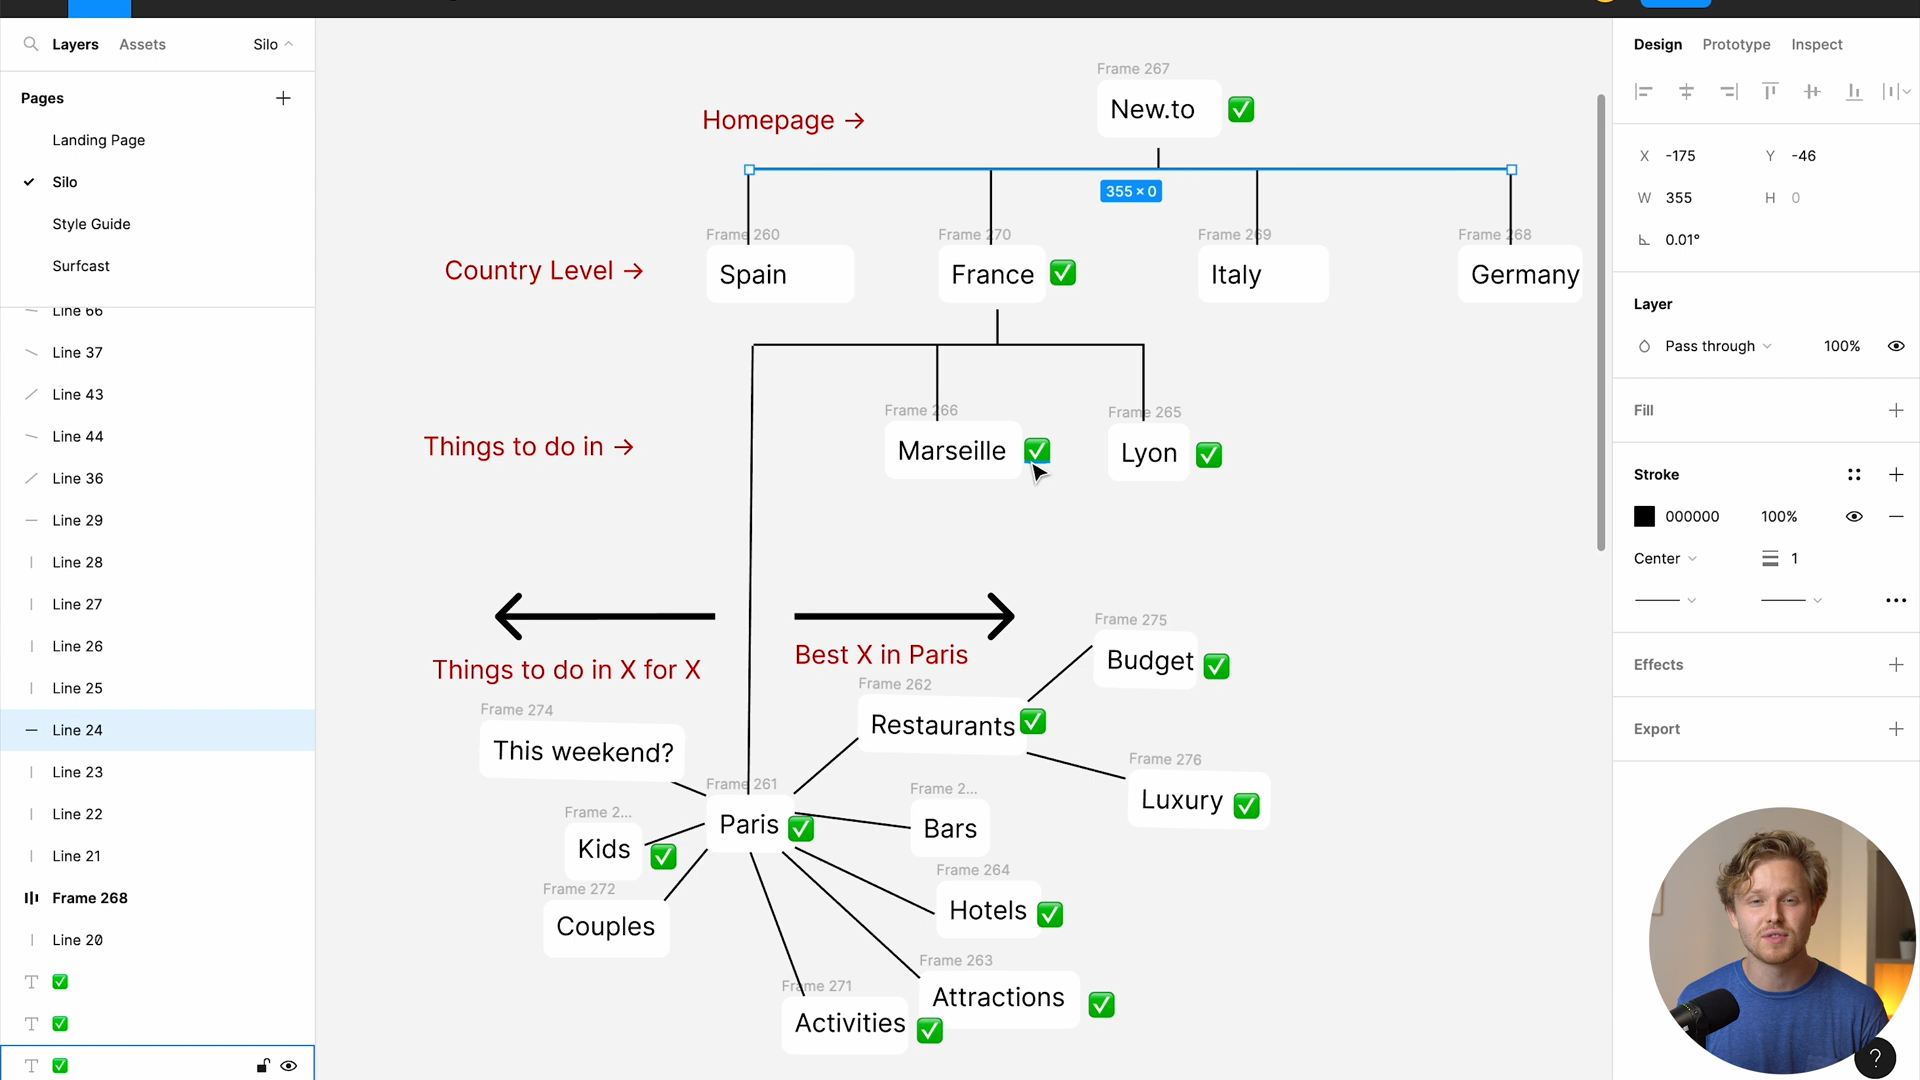 Layers Assets Silo
Pages
Landing Page
Silo
Style Guide
Surfcast
Line 66
Line 37
Line 43
Line 44
Line 36
Line 29
Line 28
Line 27
Line 26
Line 25
Line 24
Line 23
Line 22
Line 21
Frame 268
Line 20
T ✅
T ✅
T ✅
Frame 267
New.to ✅
Homepage →
355 × 0
Frame 260 Frame 270 Frame 269 Frame 268
Country Level →
Spain France ✅ Italy Germany
Frame 266 Frame 265
Things to do in →
Marseille ✅ Lyon ✅
Things to do in X for X
Best X in Paris
Frame 275
Budget ✅
Frame 262
Restaurants ✅
Frame 276
Luxury ✅
Frame 274
This weekend?
Frame 261
Paris ✅
Frame 2...
Bars
Frame 2...
Kids ✅
Frame 264
Hotels ✅
Frame 272
Couples
Frame 263
Attractions ✅
Frame 271
Activities ✅
Design Prototype Inspect
X -175 Y -46
W 355 H 0
0.01°
Layer
Pass through 100%
Fill
Stroke
000000 100%
Center 1
Effects
Export
?